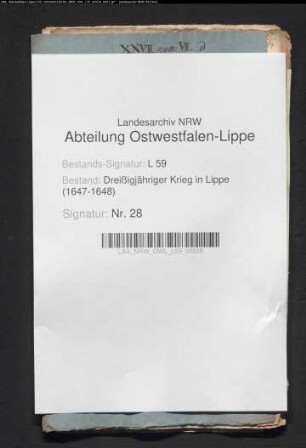 XXVII
Landesarchiv NRW
Abteilung Ostwestfalen-Lippe
Bestands-Signatur: L 59
Bestand: Dreißigjähriger Krieg in Lippe
(1647-1648)
Signatur: Nr. 28